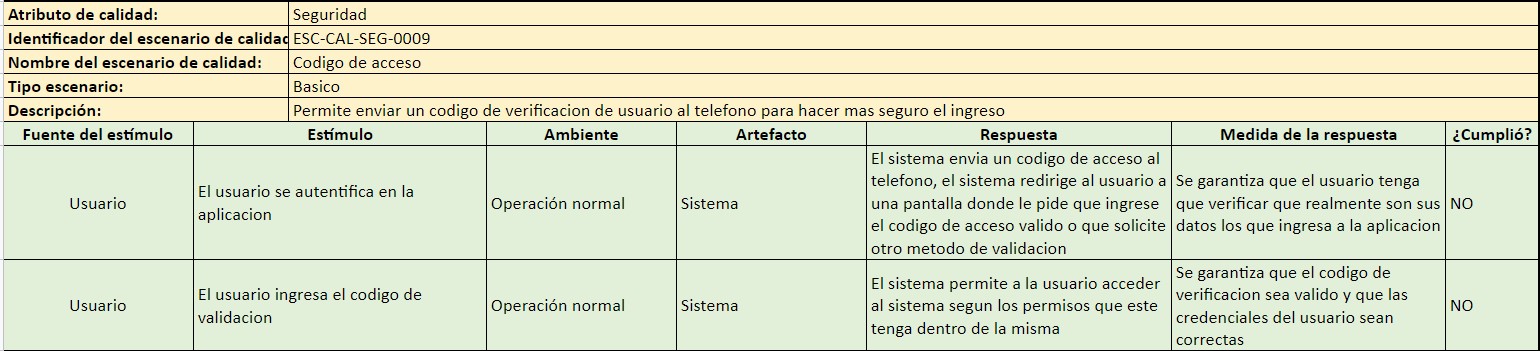 Atributo de calidad: Seguridad
Identificador del escenario de calidad ESC-CAL-SEG-0009
Nombre del escenario de calidad: Codigo de acceso
Tipo escenario: Basico
Descripción: Permite enviar un codigo de verificacion de usuario al telefono para hacer mas seguro el ingreso
Fuente del estímulo Estímulo Ambiente Artefacto Respuesta Medida de la respuesta ¿Cumplió?
Usuario
El usuario se autentifica en la
aplicacion
Operación normal
Sistema
El sistema envia un codigo de acceso al
telefono, el sistema redirige al usuario a
una pantalla donde le pide que ingrese
el codigo de acceso valido o que solicite
otro metodo de validacion
Se garantiza que el usuario tenga
que verificar que realmente son sus
datos los que ingresa a la aplicacion
NO
Usuario
El usuario ingresa el codigo de
validacion
Operación normal
Sistema
El sistema permite a la usuario acceder
al sistema segun los permisos que este
tenga dentro de la misma
Se garantiza que el codigo de
verificacion sea valido y que las
credenciales del usuario sean
correctas
NO